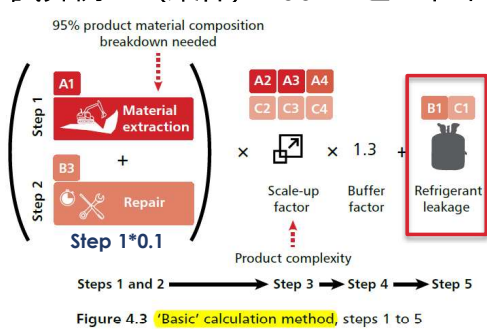 95% product material composition
breakdown needed
A1
A2 A3 A4
C2 C3 C4
B1 C1
Step 1
Material
extraction
+
B3
Step 2
Repair
×
× 1.3 +
Scale-up
factor
Buffer
factor
Refrigerant
leakage
Step 1*0.1
Product complexity
Steps 1 and 2 Step 3 Step 4 Step 5
Figure 4.3 ‘Basic’ calculation method, steps 1 to 5